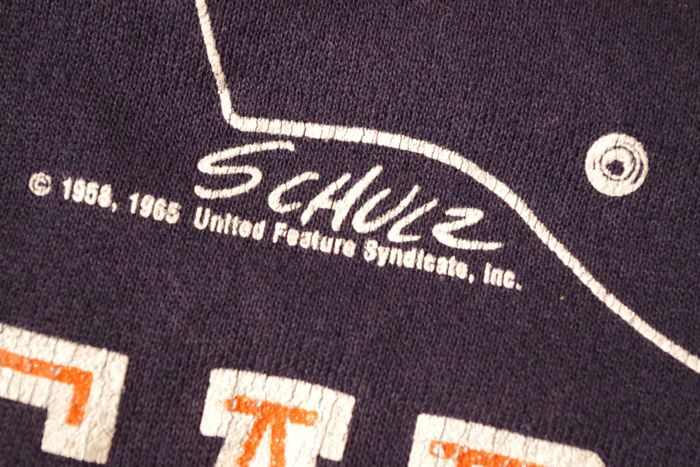 SCHULZ
© 1958, 1965 United Feature Syndicate, Inc.